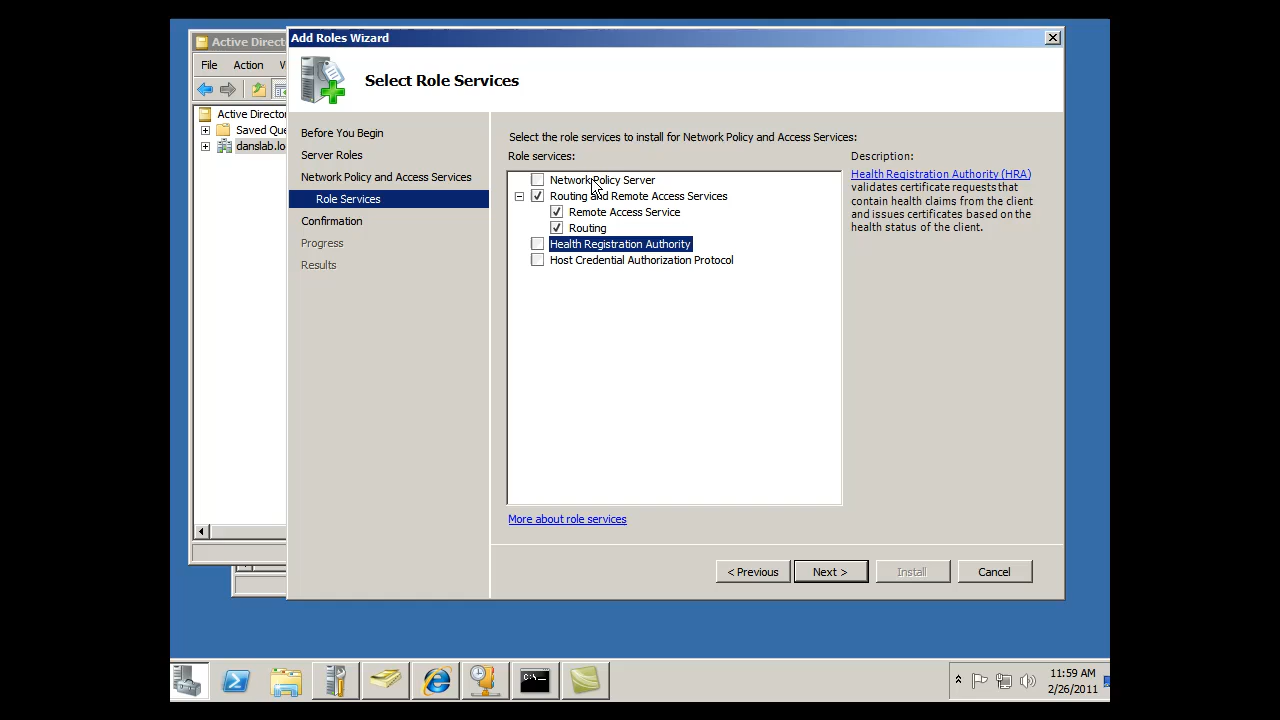 Active Direct
Add Roles Wizard
File Action V
Select Role Services
Active Director
Saved Que
danslab.lo
Before You Begin
Server Roles
Network Policy and Access Services
Role Services
Confirmation
Progress
Results
Select the role services to install for Network Policy and Access Services:
Role services:
Network Policy Server
Routing and Remote Access Services
Remote Access Service
Routing
Health Registration Authority
Host Credential Authorization Protocol
More about role services
Description:
Health Registration Authority (HRA)
validates certificate requests that
contain health claims from the client
and issues certificates based on the
health status of the client.
< Previous Next > Install Cancel
C:\
11:59 AM
2/26/2011